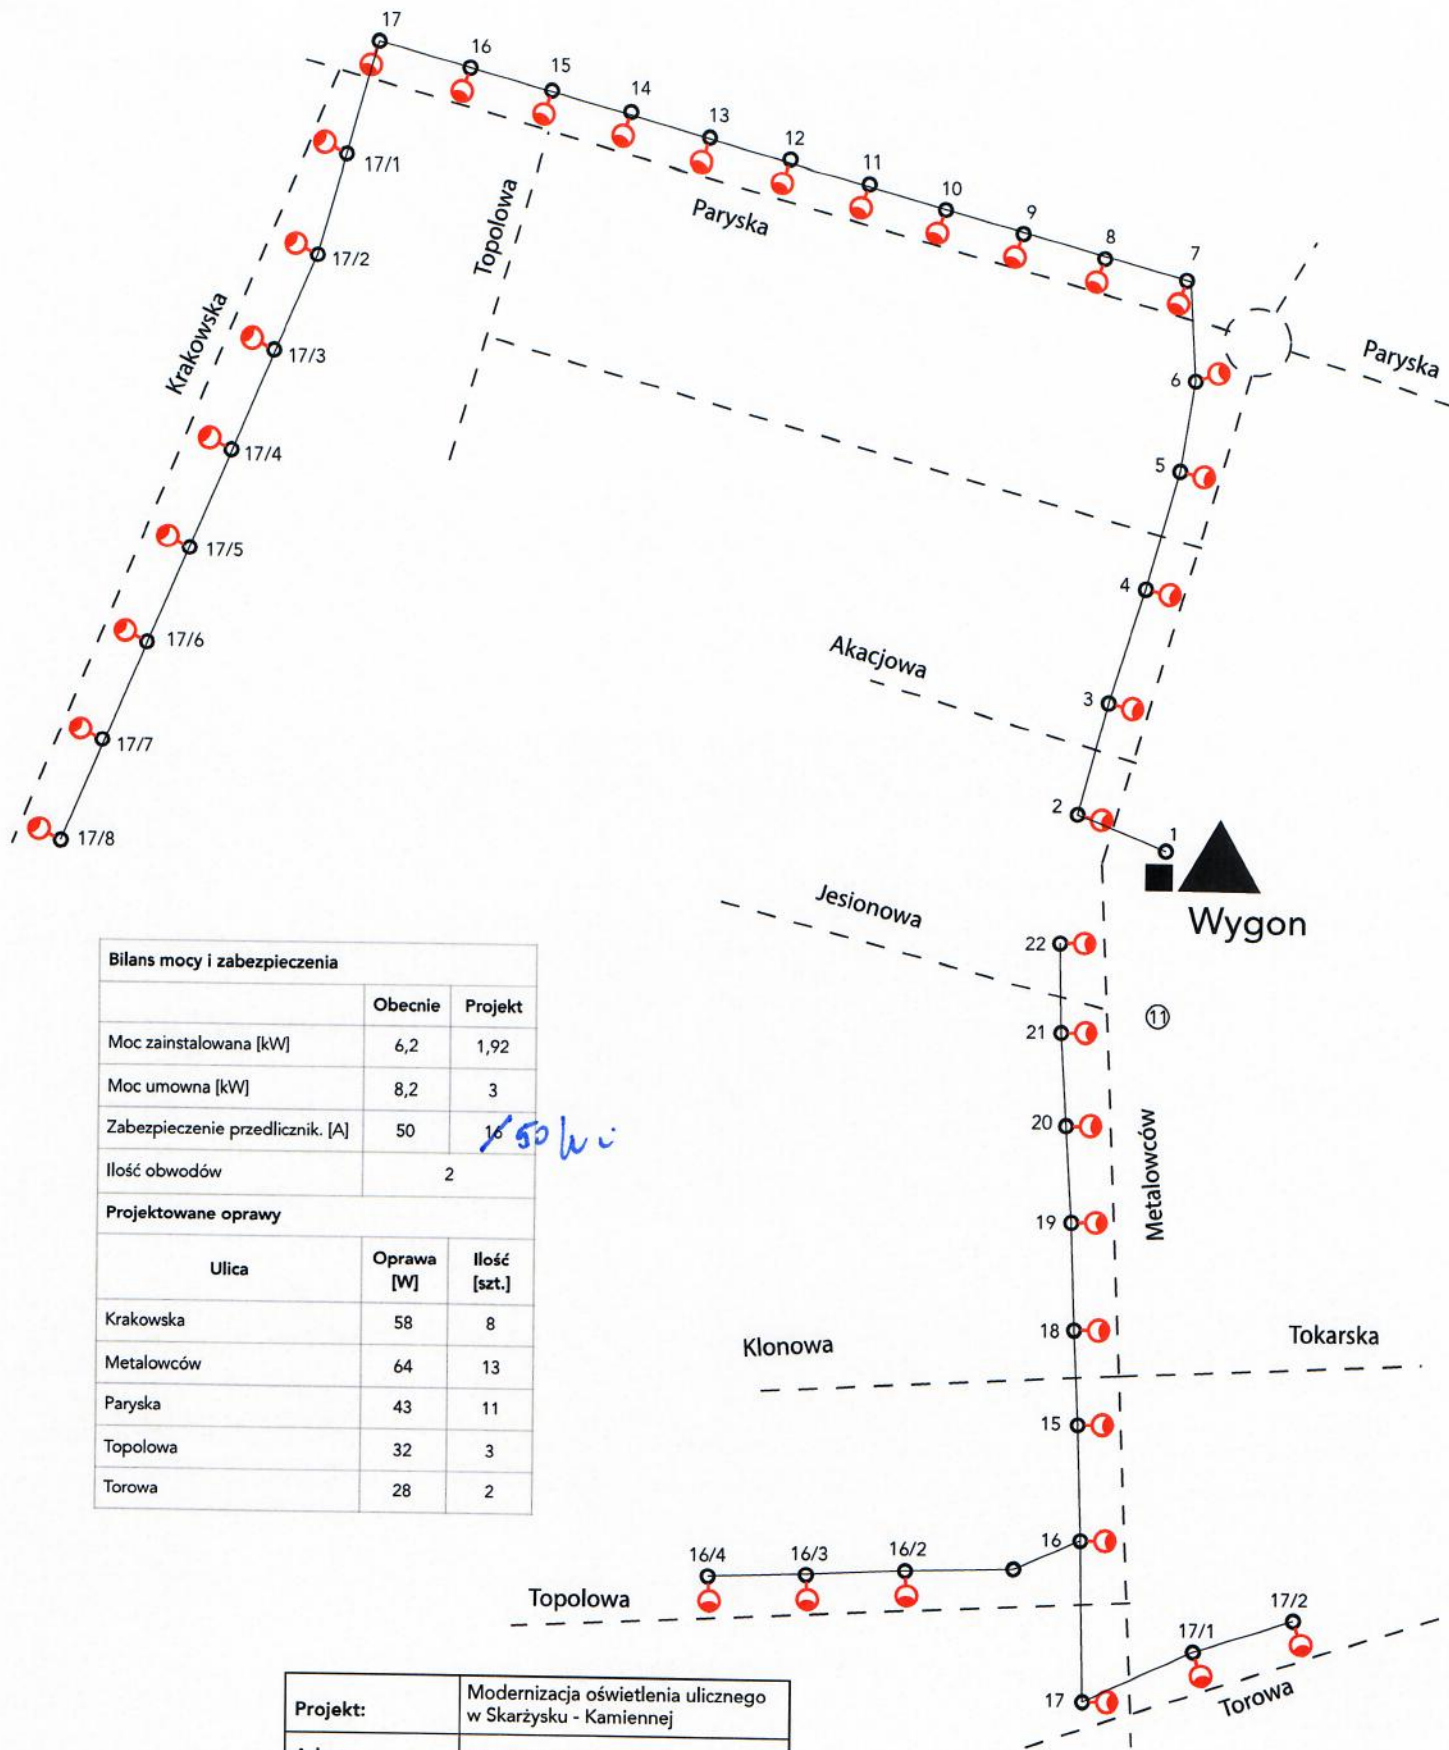 17
16
15
14
13
12
11
10
9
8
7
6
5
4
3
2
1
17/1
17/2
17/3
17/4
17/5
17/6
17/7
17/8
Krakowska
Topolowa
Paryska
Paryska
Akacjowa
Wygon
Jesionowa
22
21
11
20
19
Metalowców
18
Klonowa
Tokarska
15
16
16/4
16/3
16/2
Topolowa
17
17/1
17/2
Torowa
Bilans mocy i zabezpieczenia
Obecnie Projekt
Moc zainstalowana [kW] 6,2 1,92
Moc umowna [kW] 8,2 3
Zabezpieczenie przedlicznik. [A] 50 16 50
Ilość obwodów 2
Projektowane oprawy
Ulica Oprawa [W] Ilość [szt.]
Krakowska 58 8
Metalowców 64 13
Paryska 43 11
Topolowa 32 3
Torowa 28 2
Projekt: Modernizacja oświetlenia ulicznego
w Skarżysku - Kamiennej